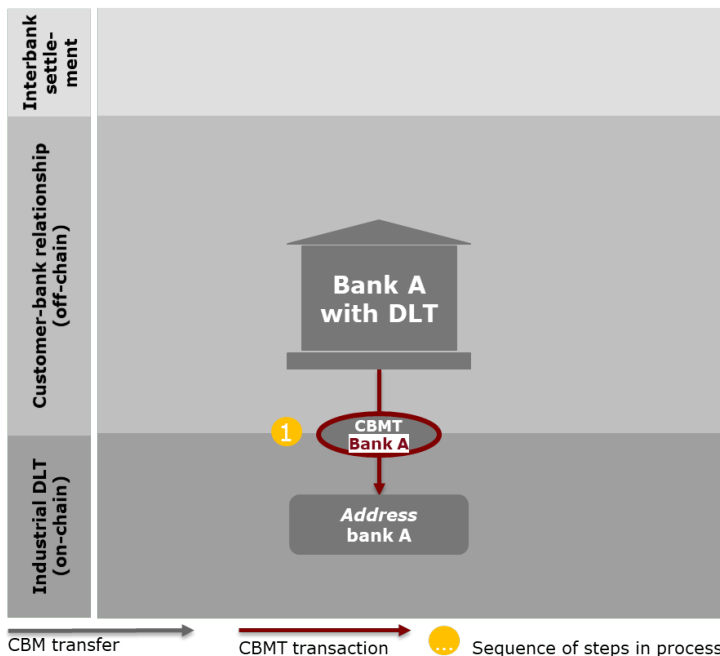 Interbank
settle-
ment
Customer-bank relationship
(off-chain)
Bank A
with DLT
1
CBMT
Bank A
Industrial DLT
(on-chain)
Address
bank A
CBM transfer
CBMT transaction
...
Sequence of steps in process